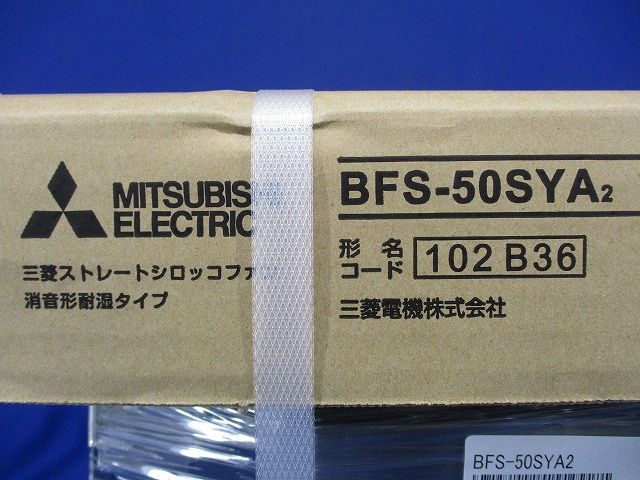 MITSUBIS
ELECTRIC
三菱ストレートシロッコファ
消音形耐湿タイプ
BFS-50SYA2
形名
コード 102 B36
三菱電機株式会社
BFS-50SYA2